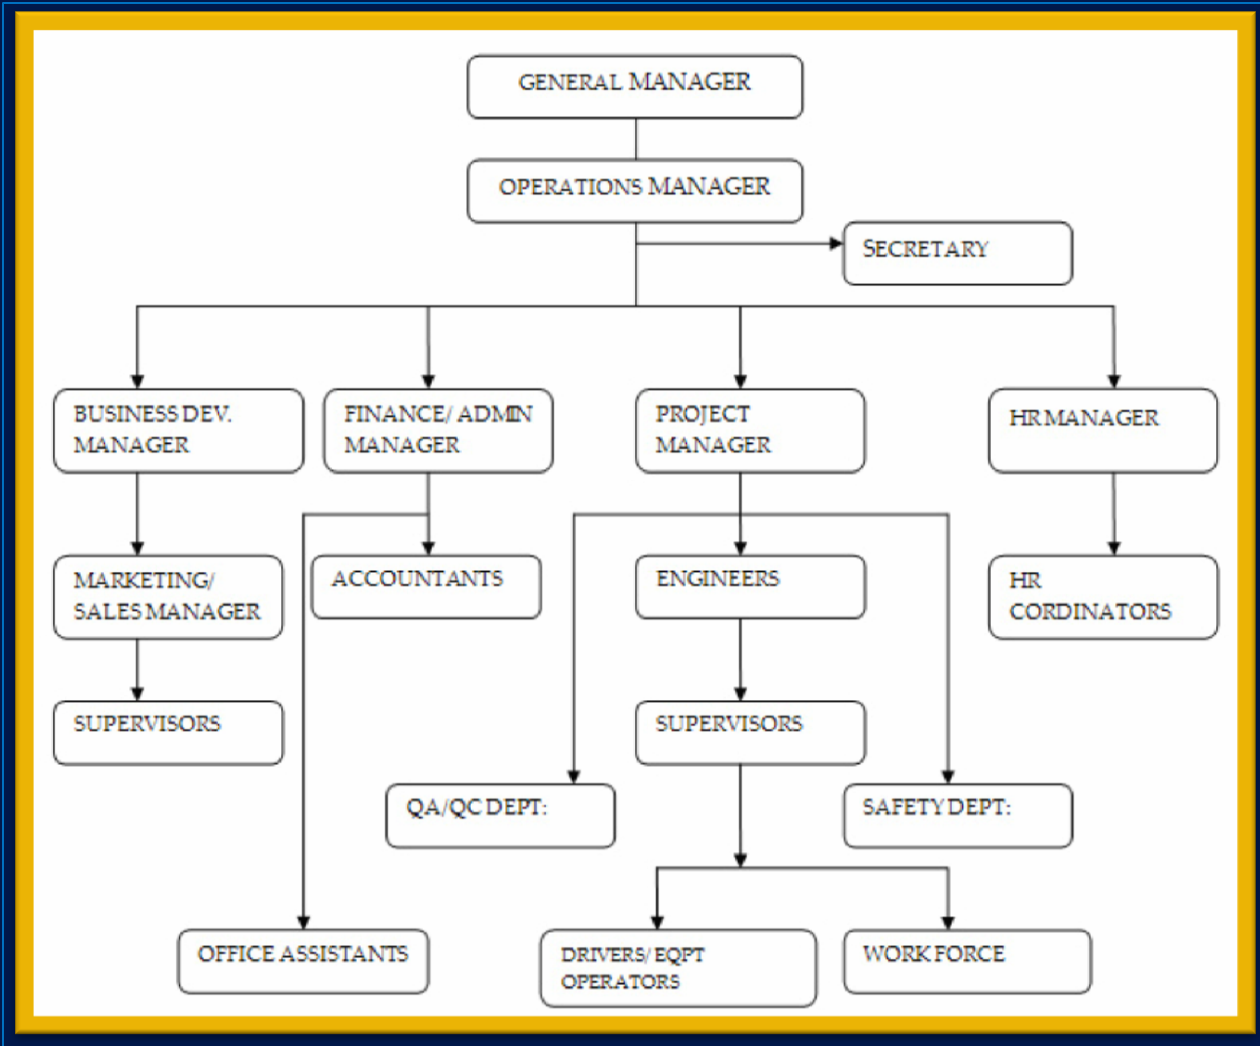 GENERAL MANAGER
OPERATIONS MANAGER
SECRETARY
BUSINESS DEV.
MANAGER
FINANCE/ ADMIN
MANAGER
PROJECT
MANAGER
HR MANAGER
MARKETING/
SALES MANAGER
ACCOUNTANTS
ENGINEERS
HR
CORDINATORS
SUPERVISORS
SUPERVISORS
QA/QC DEPT:
SAFETY DEPT:
OFFICE ASSISTANTS
DRIVERS/ EQPT
OPERATORS
WORK FORCE